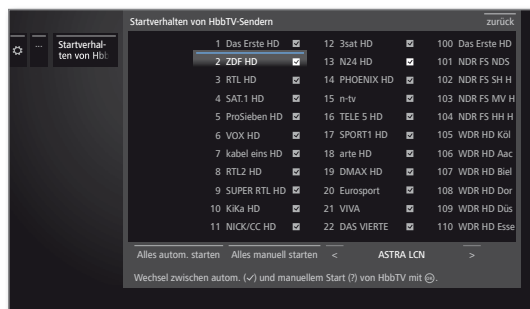 Startverhalten von HbbTV-Sendern zurück
... Startverhal-
ten von Hbb
1 Das Erste HD ✓ 12 3sat HD ✓ 100 Das Erste HD
2 ZDF HD ✓ 13 N24 HD ✓ 101 NDR FS NDS
3 RTL HD ✓ 14 PHOENIX HD ✓ 102 NDR FS SH H
4 SAT.1 HD ✓ 15 n-tv ✓ 103 NDR FS MV H
5 ProSieben HD ✓ 16 TELE 5 HD ✓ 104 NDR FS HH H
6 VOX HD ✓ 17 SPORT1 HD ✓ 105 WDR HD Köl
7 kabel eins HD ✓ 18 arte HD ✓ 106 WDR HD Aac
8 RTL2 HD ✓ 19 DMAX HD ✓ 107 WDR HD Biel
9 SUPER RTL HD ✓ 20 Eurosport ✓ 108 WDR HD Dor
10 KiKa HD ✓ 21 VIVA ✓ 109 WDR HD Düs
11 NICK/CC HD ✓ 22 DAS VIERTE ✓ 110 WDR HD Esse
Alles autom. starten Alles manuell starten < ASTRA LCN >
Wechsel zwischen autom. (✓) und manuellem Start (?) von HbbTV mit OK.